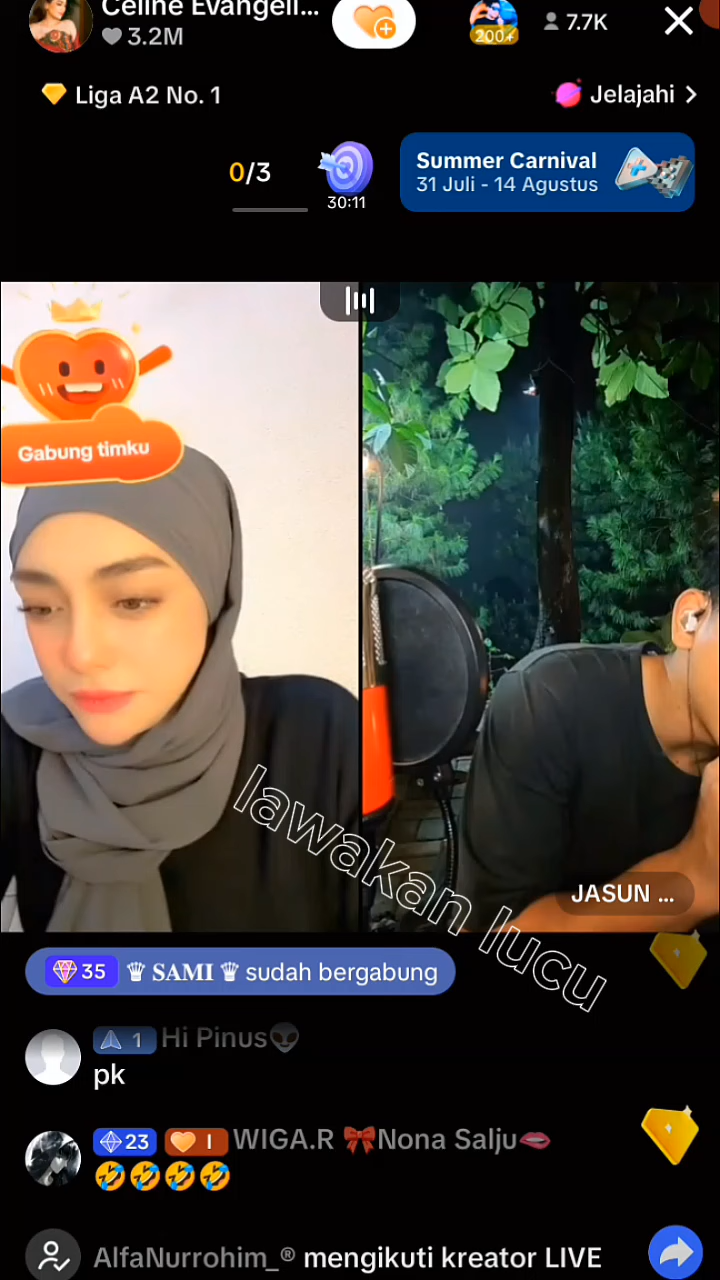 Celine Evangeli...
3.2M
200+
7.7K
Liga A2 No. 1
Jelajahi
0/3
30:11
Summer Carnival
31 Juli - 14 Agustus
Gabung timku
lawakan lucu
JASUN ...
35 ♕ SAMI ♕ sudah bergabung
1 Hi Pinus👽
pk
23 I WIGA.R 🎀Nona Salju🫦
🤣🤣🤣🤣
AlfaNurrohim_® mengikuti kreator LIVE